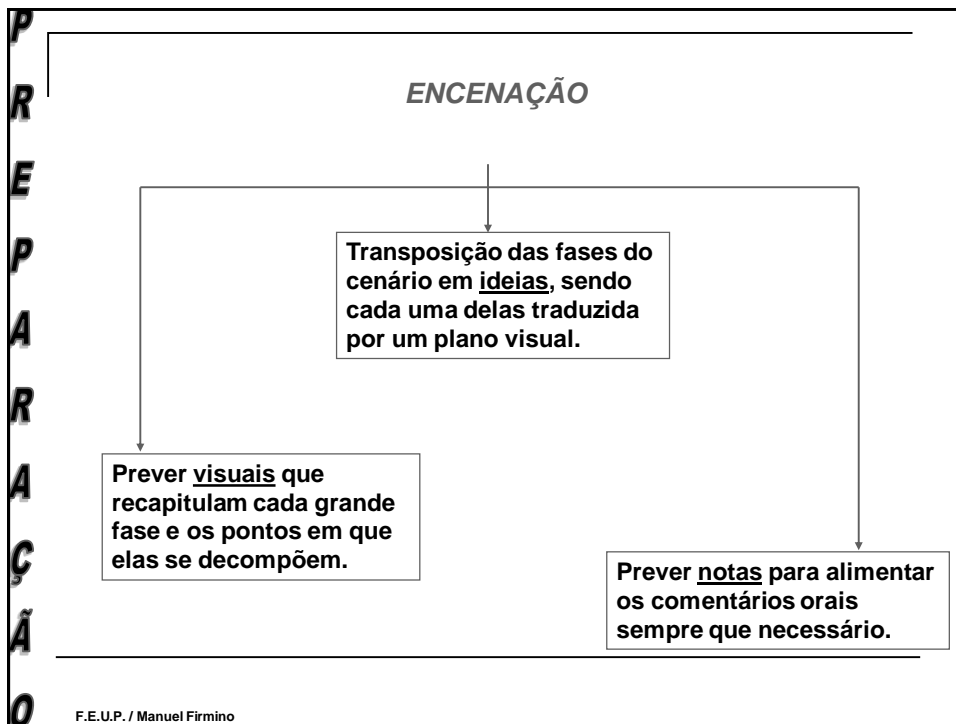 PREPARAÇÃO
ENCENAÇÃO
Transposição das fases do
cenário em ideias, sendo
cada uma delas traduzida
por um plano visual.
Prever visuais que
recapitulam cada grande
fase e os pontos em que
elas se decompõem.
Prever notas para alimentar
os comentários orais
sempre que necessário.
F.E.U.P. / Manuel Firmino